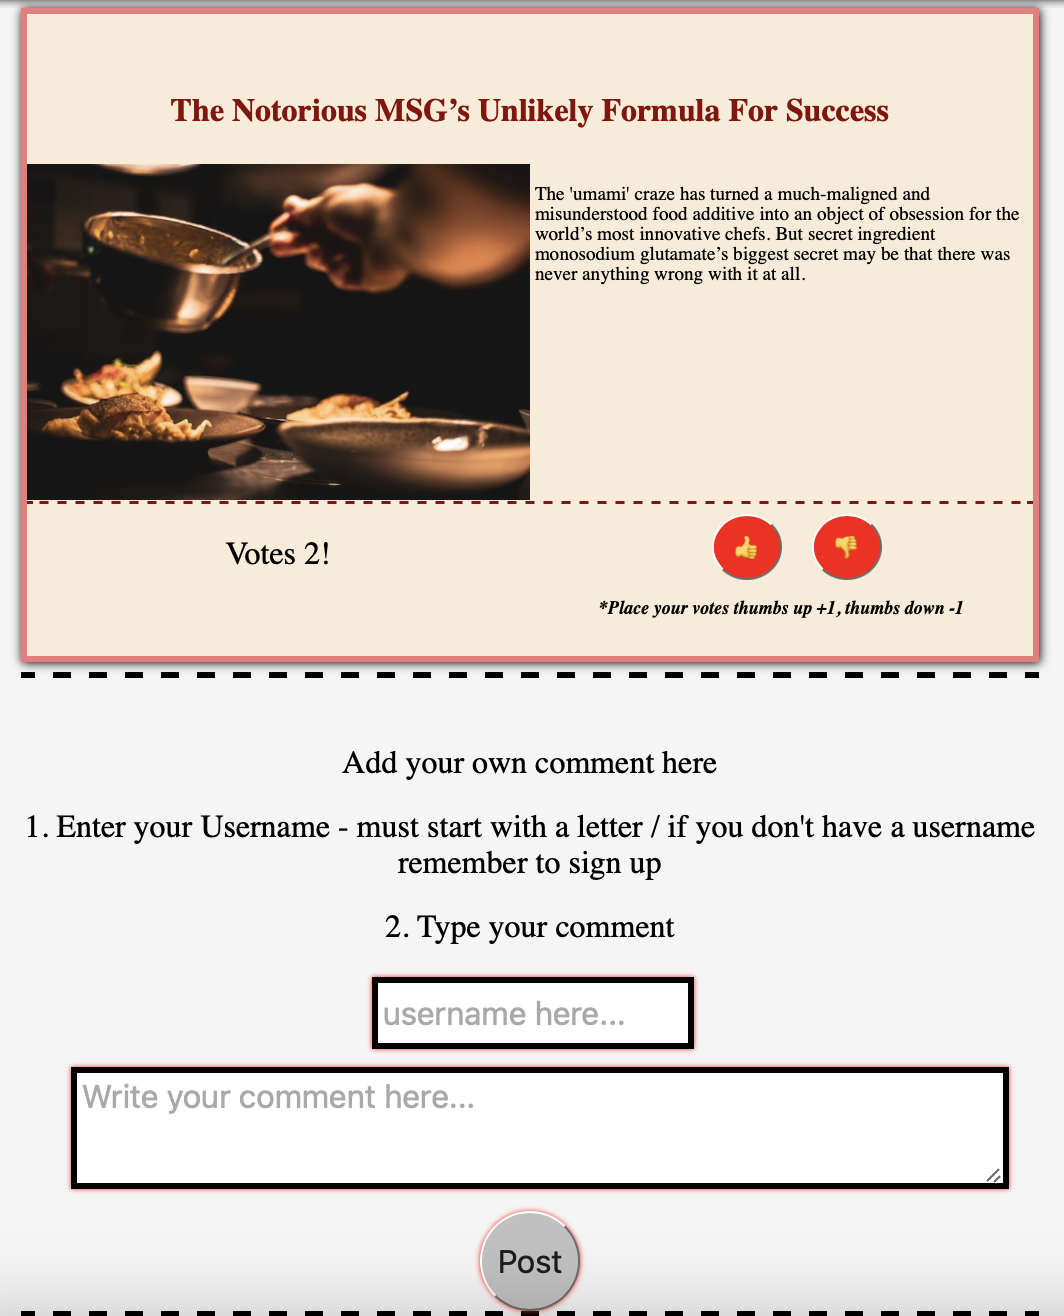 The Notorious MSG’s Unlikely Formula For Success
The 'umami' craze has turned a much-maligned and
misunderstood food additive into an object of obsession for the
world’s most innovative chefs. But secret ingredient
monosodium glutamate’s biggest secret may be that there was
never anything wrong with it at all.
Votes 2!
*Place your votes thumbs up +1, thumbs down -1
Add your own comment here
1. Enter your Username - must start with a letter / if you don't have a username
remember to sign up
2. Type your comment
username here...
Write your comment here...
Post